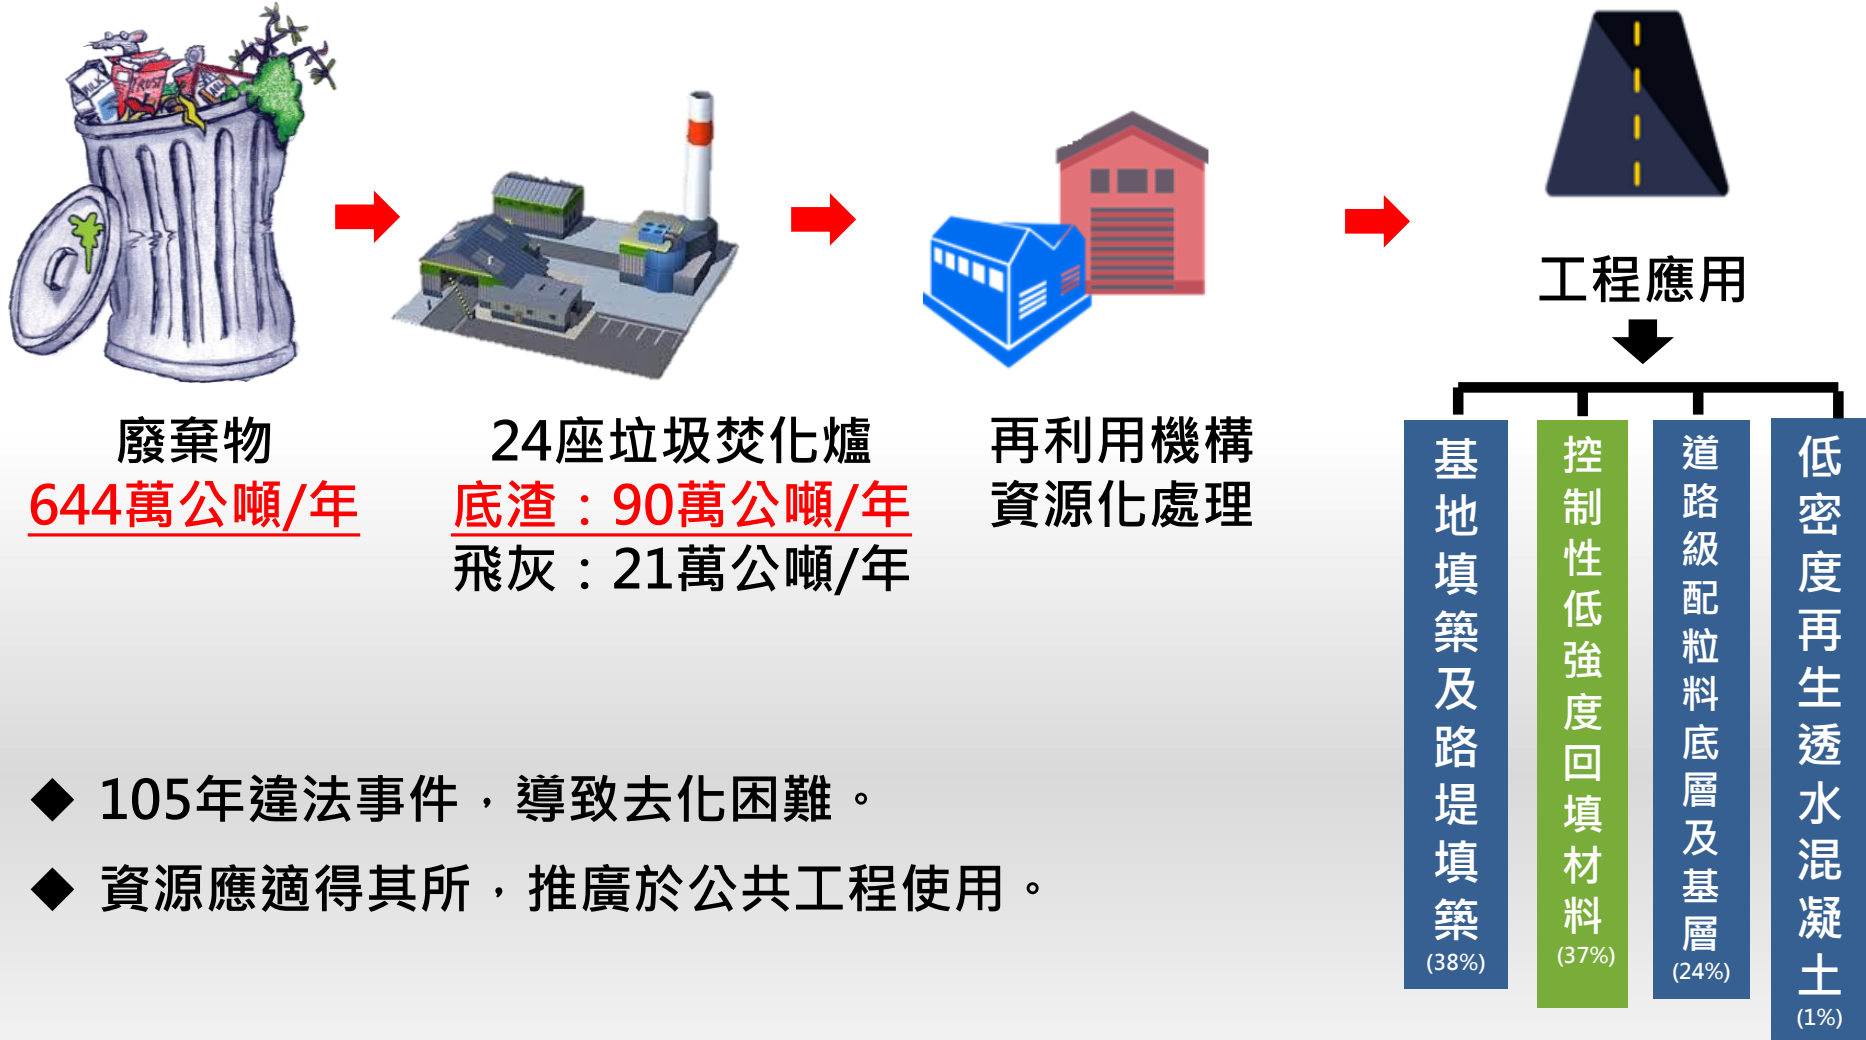 廢棄物
644萬公噸/年
24座垃圾焚化爐
底渣：90萬公噸/年
飛灰：21萬公噸/年
再利用機構
資源化處理
工程應用
基地填築及路堤填築
(38%)
控制性低強度回填材料
(37%)
道路級配粒料底層及基層
(24%)
低密度再生透水混凝土
(1%)
◆ 105年違法事件，導致去化困難。
◆ 資源應適得其所，推廣於公共工程使用。
MILK